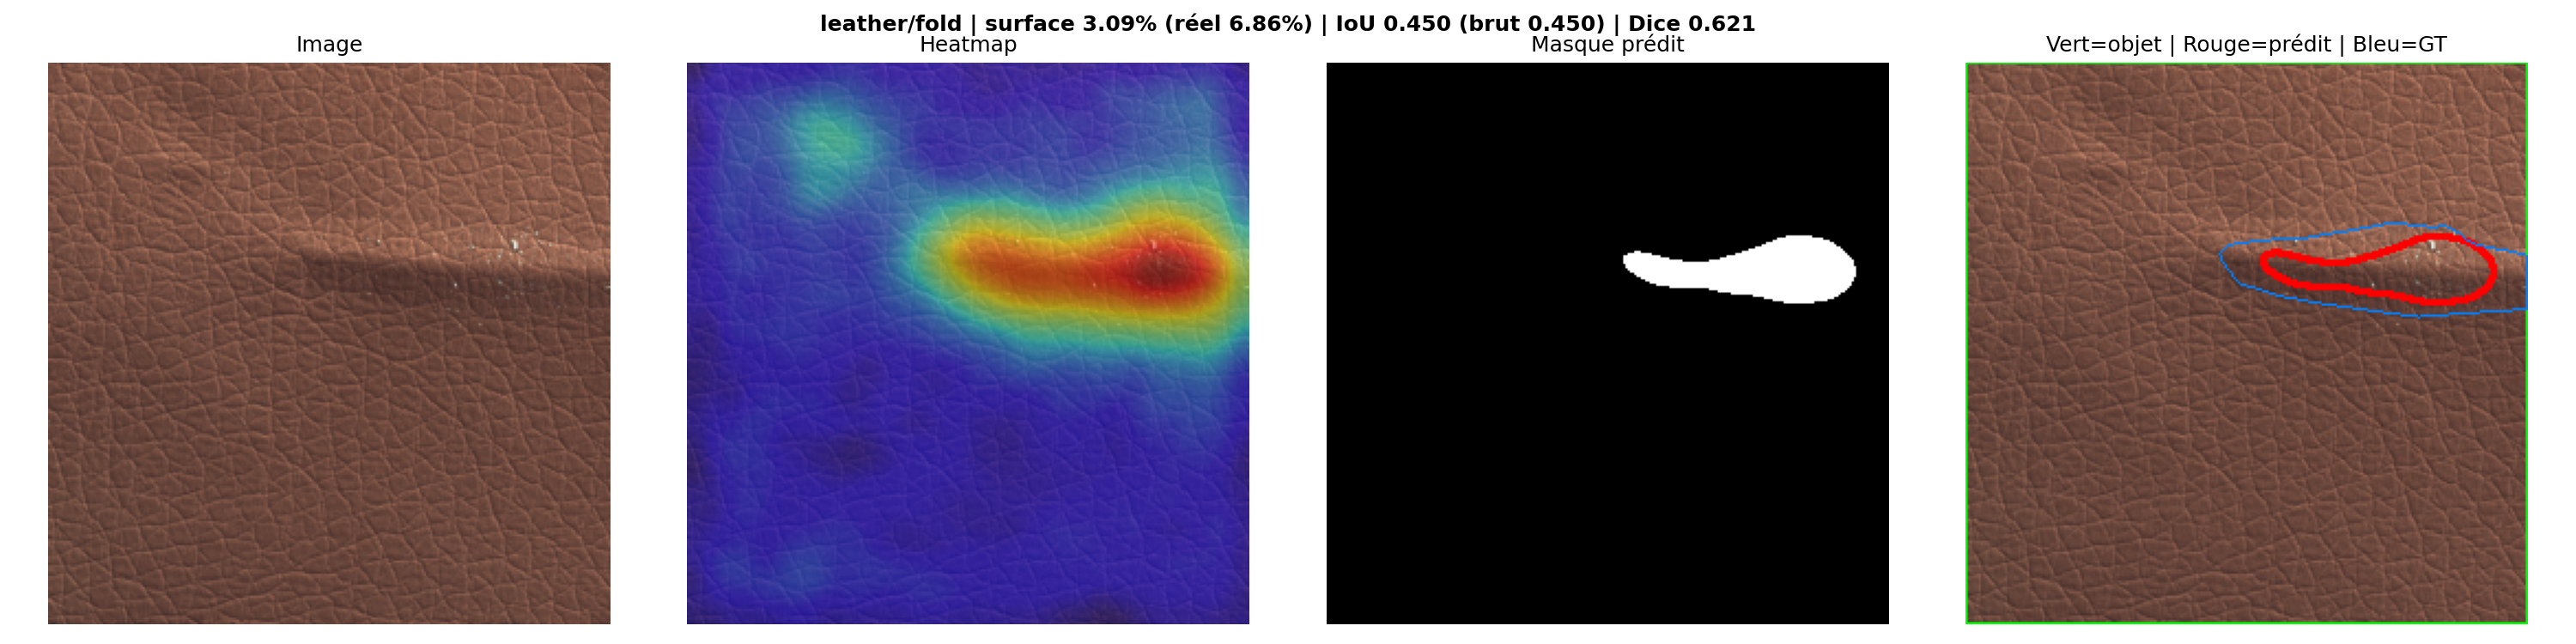 leather/fold | surface 3.09% (réel 6.86%) | IoU 0.450 (brut 0.450) | Dice 0.621
Image
Heatmap
Masque prédit
Vert=objet | Rouge=prédit | Bleu=GT